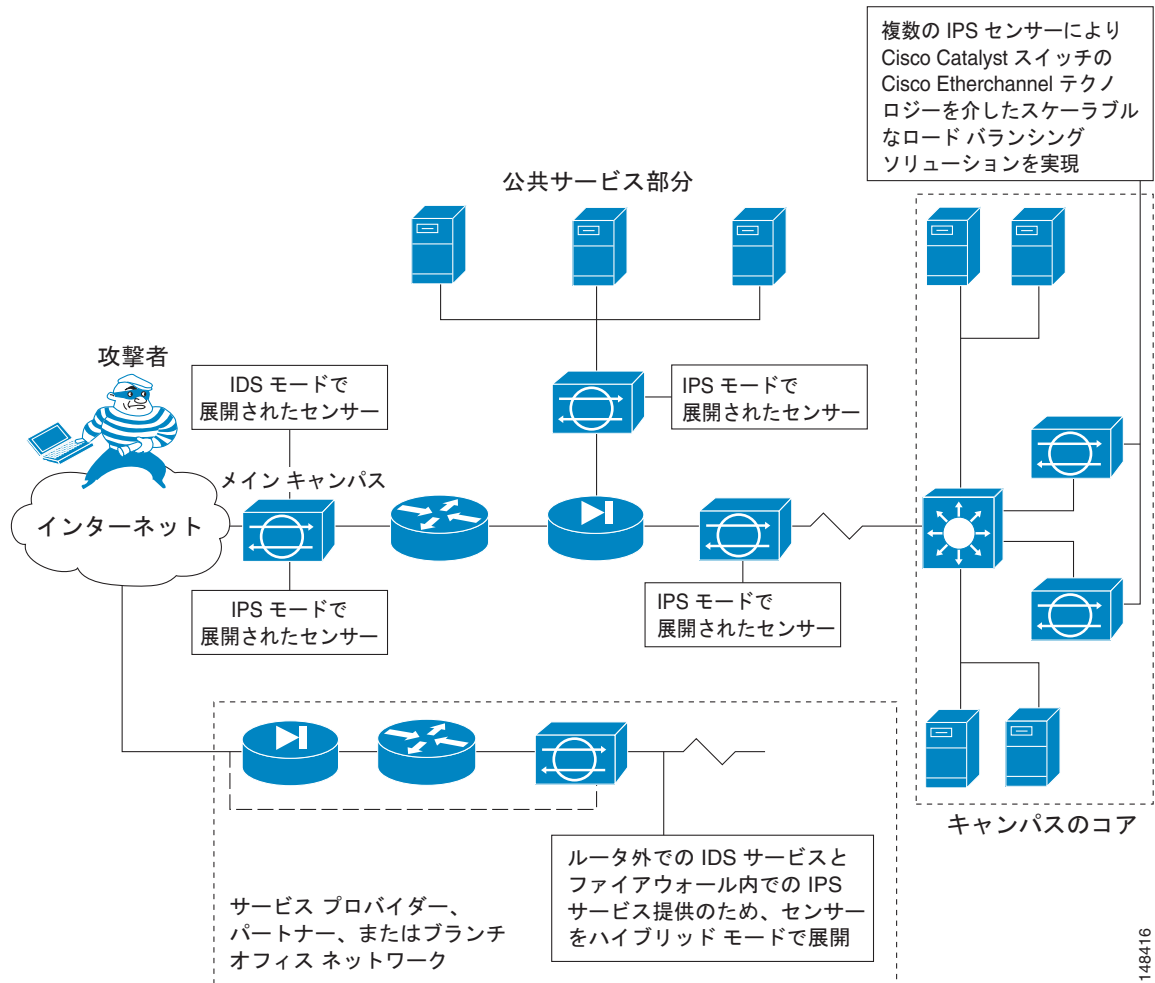 複数の IPS センサーにより
Cisco Catalyst スイッチの
Cisco Etherchannel テクノ
ロジーを介したスケーラブル
なロード バランシング
ソリューションを実現
公共サービス部分
攻撃者
IDS モードで
展開されたセンサー
IPS モードで
展開されたセンサー
メイン キャンパス
インターネット
IPS モードで
展開されたセンサー
IPS モードで
展開されたセンサー
キャンパスのコア
ルータ外での IDS サービスと
ファイアウォール内での IPS
サービス提供のため、センサー
をハイブリッド モードで展開
サービス プロバイダー、
パートナー、またはブランチ
オフィス ネットワーク
148416